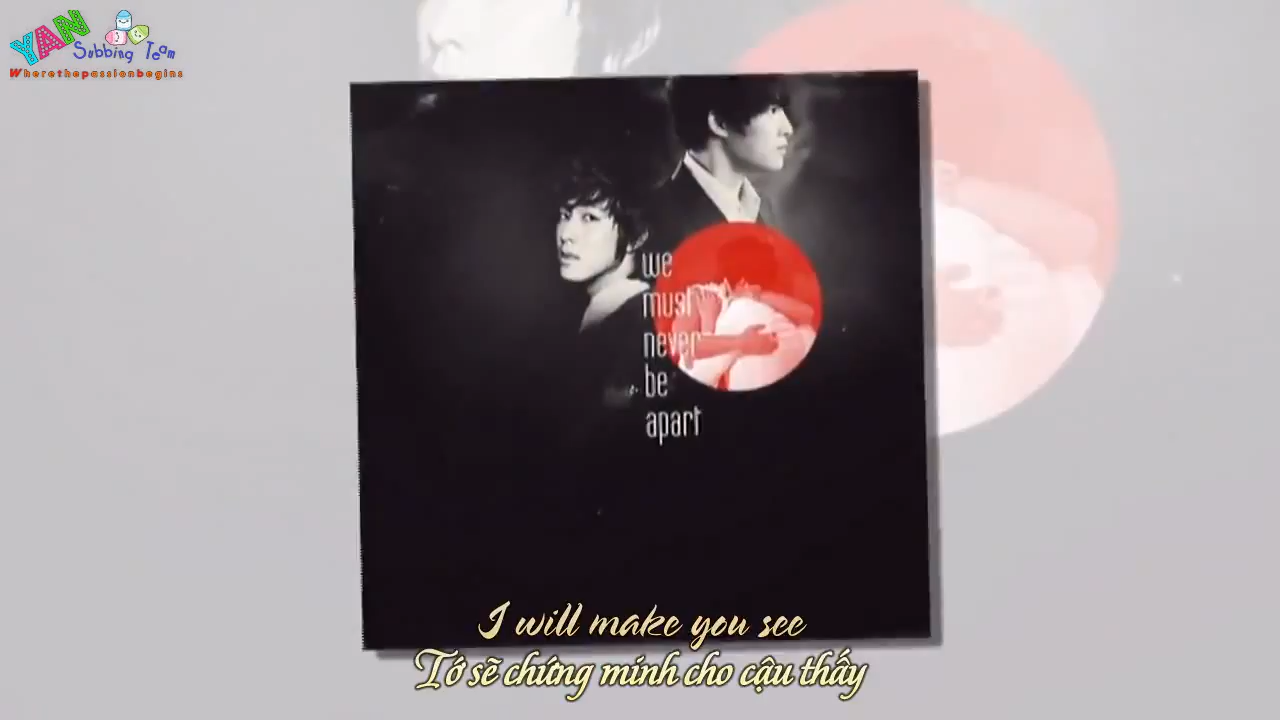 YAN
Subbing Team
Wherethepassionbegins
we
must
never
be
apart
I will make you see
Tớ sẽ chứng minh cho cậu thấy